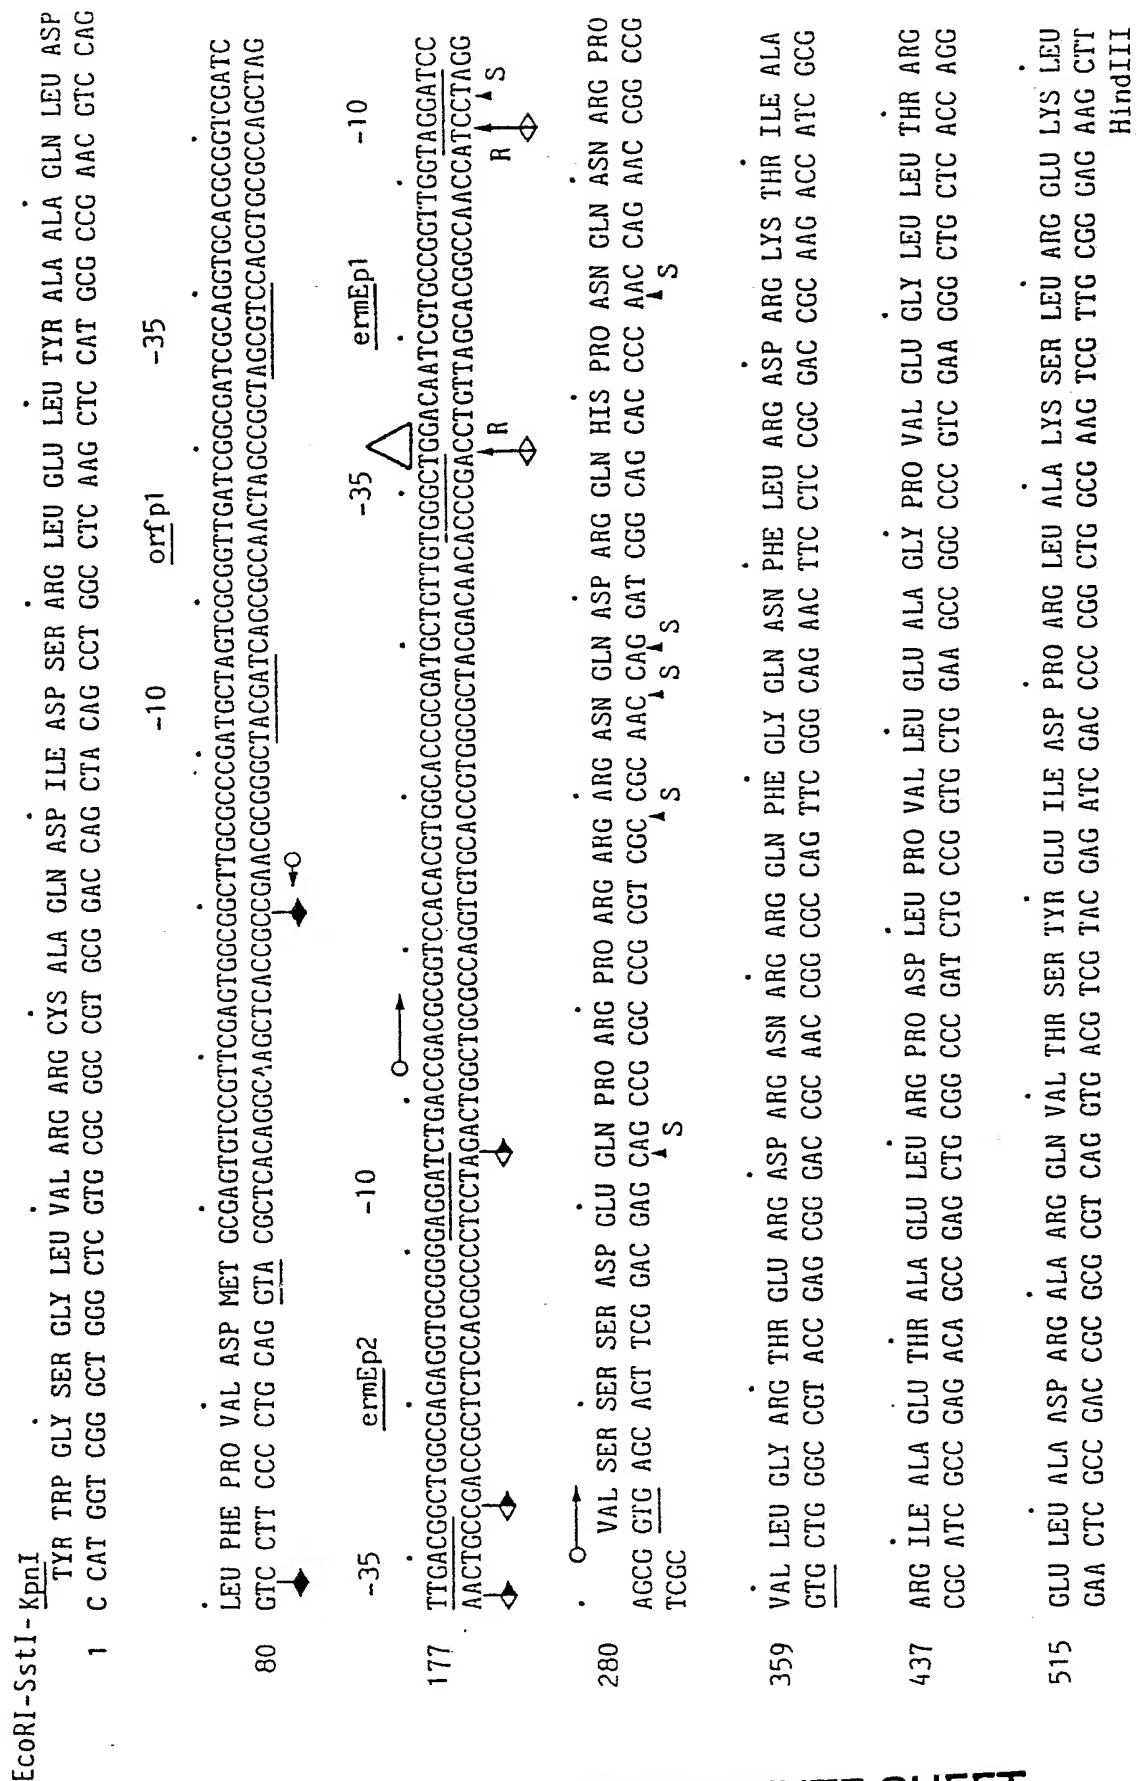 EcoRI-SstI-KpnI
TYR TRP GLY SER GLY LEU VAL ARG ARG CYS ALA GLN ASP ILE ASP SER ARG LEU GLU LEU TYR ALA ALA GLN LEU ASP
1 C CAT GGT CGG GCT GGG CTC GTG CGC GGC CGT GCG GAC CAG CTA CAG CCT GGC CTC AAG CTC CAT GCG CCG AAC GTC CAG
-10 orfp1 -35
LEU PHE PRO VAL ASP MET GCGAGTGTCCGTTCGAGTGGCGGCTTGCGCCCGATGCTAGTCGCGGTTGATCGGCGATCGCAGGTGCACGCGGTCGATC
80 GTC CTT CCC CTG CAG GTA CGCTCACAGGCAAGCTCACCGCCGAACGCGGGCTACGATCAGCGCCAACTAGCCGCTAGCGTCCACGTGCGCCAGCTAG
-35 ermEp2 -10 -35 ermEp1 -10
177 TTGACGGCTGGCGAGAGGTGCGGGGAGGATCTGACCGACGCGGTCCACACGTGGCACCGCGATGCTGTTGTGGGCTGGACAATCGTGCCGGTTGGTAGGATCC
AACTGCCGACCGCTCTCCACGCCCCTCCTAGACTGGCTGCGCCAGGTGTGCACCGTGGCGCTACGACAACACCCGACCTGTTAGCACGGCCAACCATCCTAGG
R R S
VAL SER SER SER ASP GLU GLN PRO ARG PRO ARG ARG ARG ASN GLN ASP ARG GLN HIS PRO ASN GLN ASN ARG PRO
280 AGCG GTG AGC AGT TCG GAC GAG CAG CCG CGC CCG CGT CGC CGC AAC CAG GAT CGG CAG CAC CCC AAC CAG AAC CGG CCG
TCGC
S S S S S
VAL LEU GLY ARG THR GLU ARG ASP ARG ASN ARG ARG GLN PHE GLY GLN ASN PHE LEU ARG ASP ARG LYS THR ILE ALA
359 GTG CTG GGC CGT ACC GAG CGG GAC CGC AAC CGG CGC CAG TTC GGG CAG AAC TTC CTC CGC GAC CGC AAG ACC ATC GCG
ARG ILE ALA GLU THR ALA GLU LEU ARG PRO ASP LEU PRO VAL LEU GLU ALA GLY PRO VAL GLU GLY LEU LEU THR ARG
437 CGC ATC GCC GAG ACA GCC GAG CTG CGG CCC GAT CTG CCG GTG CTG GAA GCC GGC CCC GTC GAA GGG CTG CTC ACC AGG
GLU LEU ALA ASP ARG ALA ARG GLN VAL THR SER TYR GLU ILE ASP PRO ARG LEU ALA LYS SER LEU ARG GLU LYS LEU
515 GAA CTC GCC GAC CGC GCG CGT CAG GTG ACG TCG TAC GAG ATC GAC CCC CGG CTG GCG AAG TCG TTG CGG GAG AAG CTT
HindIII